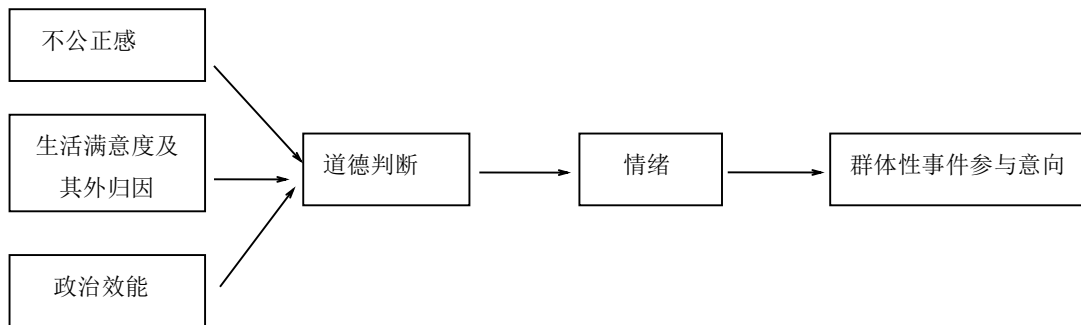 不公正感
生活满意度及
其外归因
道德判断
情绪
群体性事件参与意向
政治效能